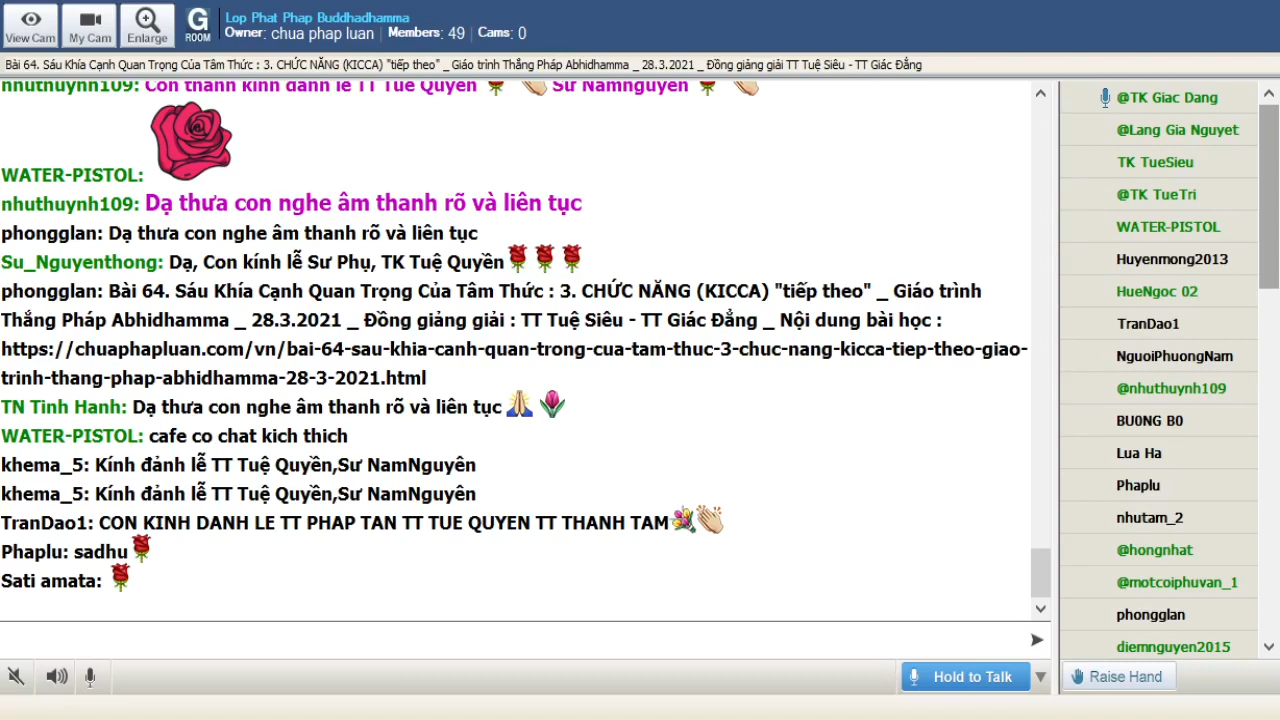 View Cam
My Cam
Enlarge
G
ROOM
Lop Phat Phap Buddhadhamma
Owner: chua phap luan | Members: 49 | Cams: 0
Bài 64. Sáu Khía Cạnh Quan Trọng Của Tâm Thức : 3. CHỨC NĂNG (KICCA) "tiếp theo" _ Giáo trình Thắng Pháp Abhidhamma _ 28.3.2021 _ Đồng giảng giải TT Tuệ Siêu - TT Giác Đẳng
nhuthuynh109: Con thành kính đảnh lễ TT Tuệ Quyền Sư Namnguyên
WATER-PISTOL:
nhuthuynh109: Dạ thưa con nghe âm thanh rõ và liên tục
phongglan: Dạ thưa con nghe âm thanh rõ và liên tục
Su_Nguyenthong: Dạ, Con kính lễ Sư Phụ, TK Tuệ Quyền
phongglan: Bài 64. Sáu Khía Cạnh Quan Trọng Của Tâm Thức : 3. CHỨC NĂNG (KICCA) "tiếp theo" _ Giáo trình
Thắng Pháp Abhidhamma _ 28.3.2021 _ Đồng giảng giải : TT Tuệ Siêu - TT Giác Đẳng _ Nội dung bài học :
https://chuaphapluan.com/vn/bai-64-sau-khia-canh-quan-trong-cua-tam-thuc-3-chuc-nang-kicca-tiep-theo-giao-
trinh-thang-phap-abhidhamma-28-3-2021.html
TN Tinh Hanh: Dạ thưa con nghe âm thanh rõ và liên tục
WATER-PISTOL: cafe co chat kich thich
khema_5: Kính đảnh lễ TT Tuệ Quyền,Sư NamNguyên
khema_5: Kính đảnh lễ TT Tuệ Quyền,Sư NamNguyên
TranDao1: CON KINH DANH LE TT PHAP TAN TT TUE QUYEN TT THANH TAM
Phaplu: sadhu
Sati amata:
@TK Giac Dang
@Lang Gia Nguyet
TK TueSieu
@TK TueTri
WATER-PISTOL
Huyenmong2013
HueNgoc 02
TranDao1
NguoiPhuongNam
@nhuthuynh109
BU0NG B0
Lua Ha
Phaplu
nhutam_2
@hongnhat
@motcoiphuvan_1
phongglan
diemnguyen2015
Hold to Talk
Raise Hand